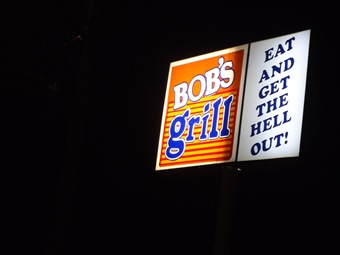 BOB'S
grill
EAT
AND
GET
THE
HELL
OUT!